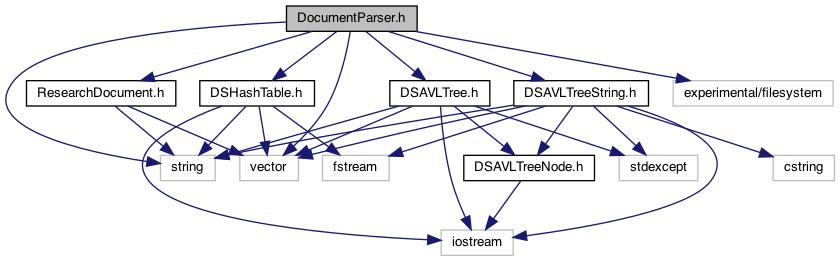 DocumentParser.h
ResearchDocument.h
DSHashTable.h
DSAVLTree.h
DSAVLTreeString.h
experimental/filesystem
string
vector
fstream
DSAVLTreeNode.h
stdexcept
cstring
iostream